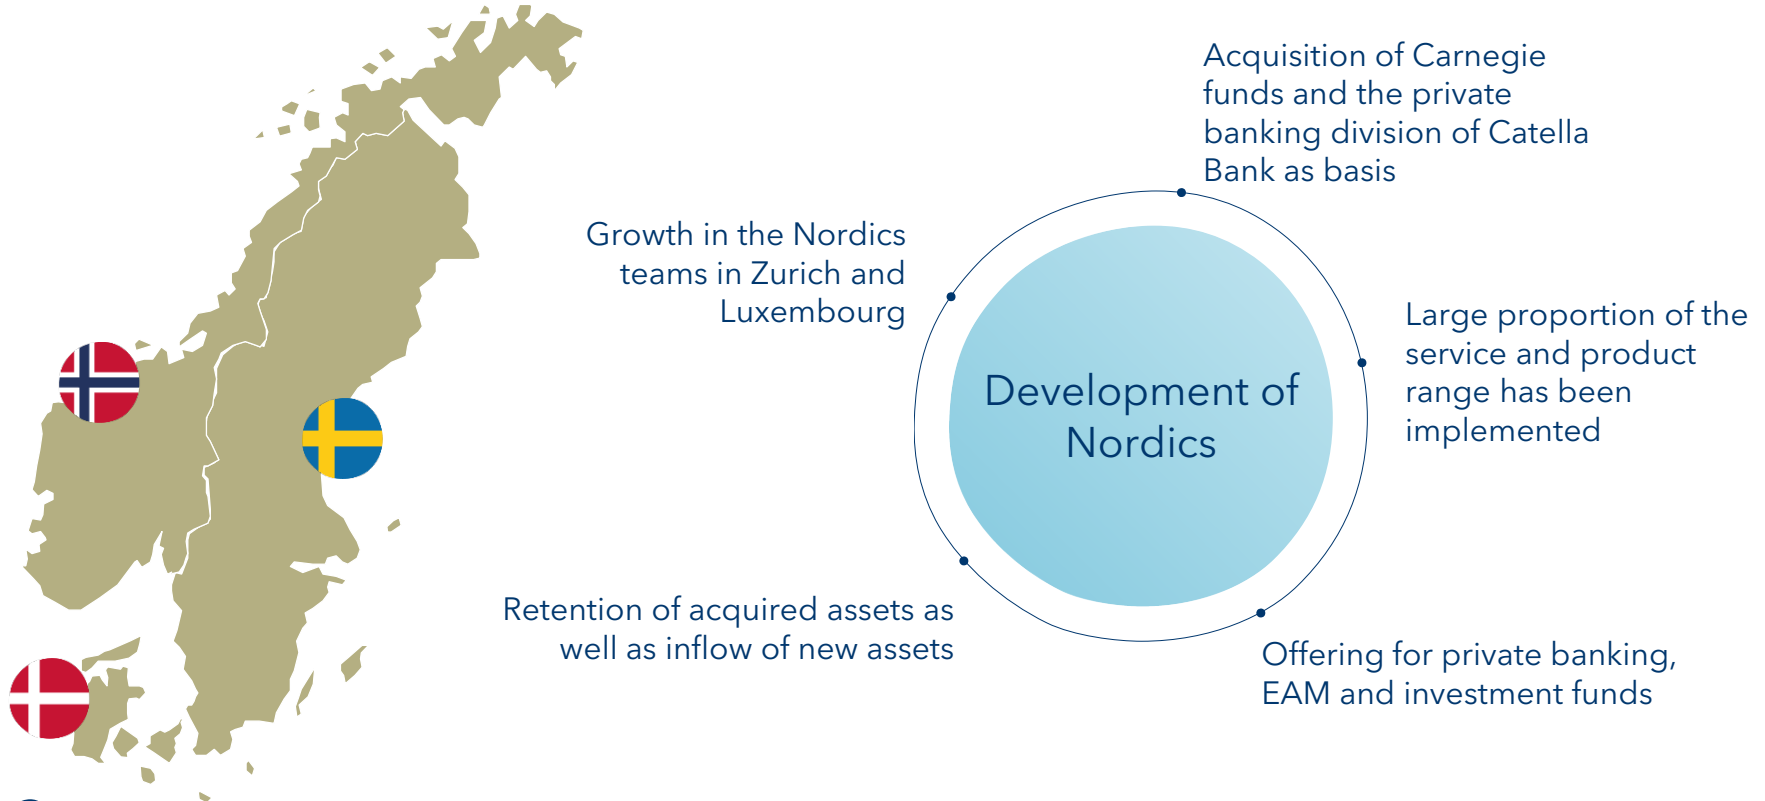 Acquisition of Carnegie
funds and the private
banking division of Catella
Bank as basis
Growth in the Nordics
teams in Zurich and
Luxembourg
Large proportion of the
service and product
range has been
implemented
Development of
Nordics
Retention of acquired assets as
well as inflow of new assets
Offering for private banking,
EAM and investment funds